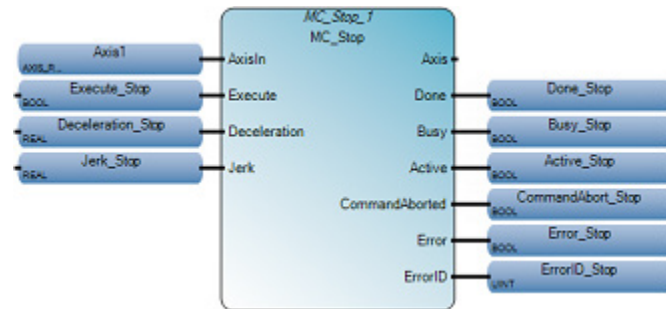 MC_Stop_1
MC_Stop
Axis1
AXIS_R...
AxisIn
Axis
Execute_Stop
BOOL
Execute
Done
Done_Stop
BOOL
Deceleration_Stop
REAL
Deceleration
Busy
Busy_Stop
BOOL
Jerk_Stop
REAL
Jerk
Active
Active_Stop
BOOL
CommandAborted
CommandAbort_Stop
BOOL
Error
Error_Stop
BOOL
ErrorID
ErrorID_Stop
UINT